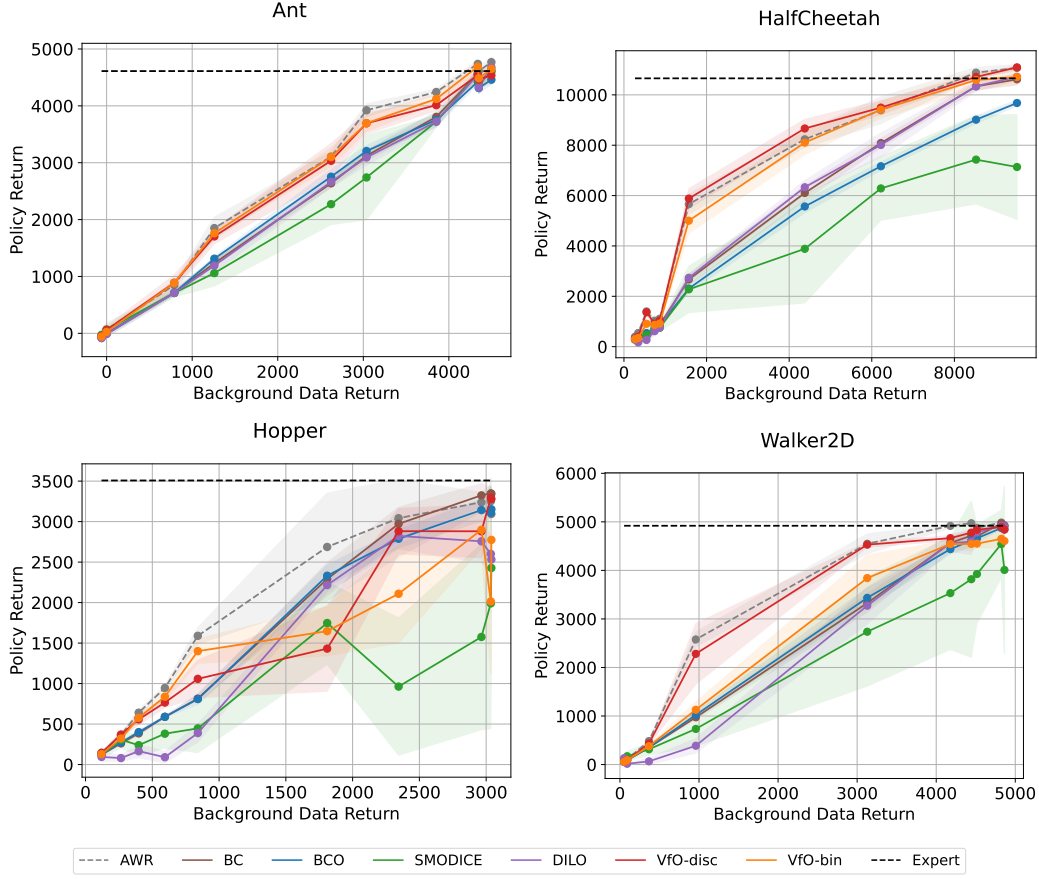 Ant
5000
4000
3000
2000
1000
0
Policy Return
0 1000 2000 3000 4000
Background Data Return
HalfCheetah
10000
8000
6000
4000
2000
0
Policy Return
0 2000 4000 6000 8000
Background Data Return
Hopper
3500
3000
2500
2000
1500
1000
500
0
Policy Return
0 500 1000 1500 2000 2500 3000
Background Data Return
Walker2D
6000
5000
4000
3000
2000
1000
0
Policy Return
0 1000 2000 3000 4000 5000
Background Data Return
AWR BC BCO SMODICE DILO VfO-disc VfO-bin Expert